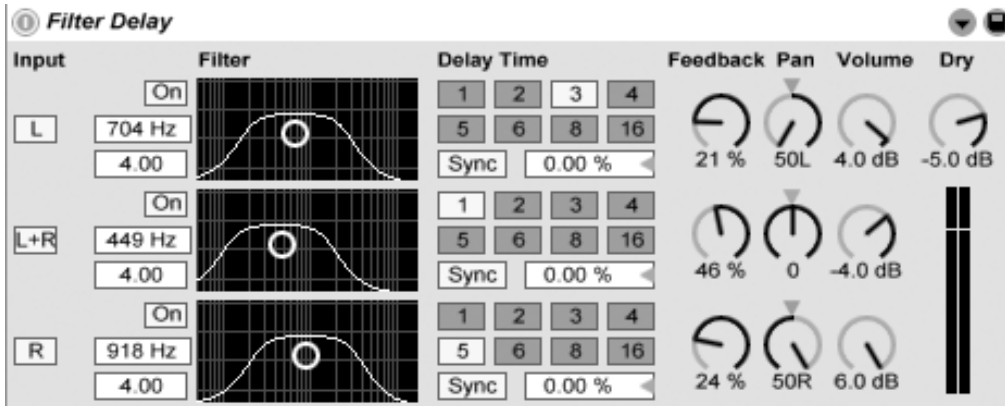 Filter Delay
Input Filter Delay Time Feedback Pan Volume Dry
On 1 2 3 4
L 704 Hz 5 6 8 16
4.00 Sync 0.00 % 21 % 50L 4.0 dB -5.0 dB
On 1 2 3 4
L+R 449 Hz 5 6 8 16
4.00 Sync 0.00 % 46 % 0 -4.0 dB
On 1 2 3 4
R 918 Hz 5 6 8 16
4.00 Sync 0.00 % 24 % 50R 6.0 dB